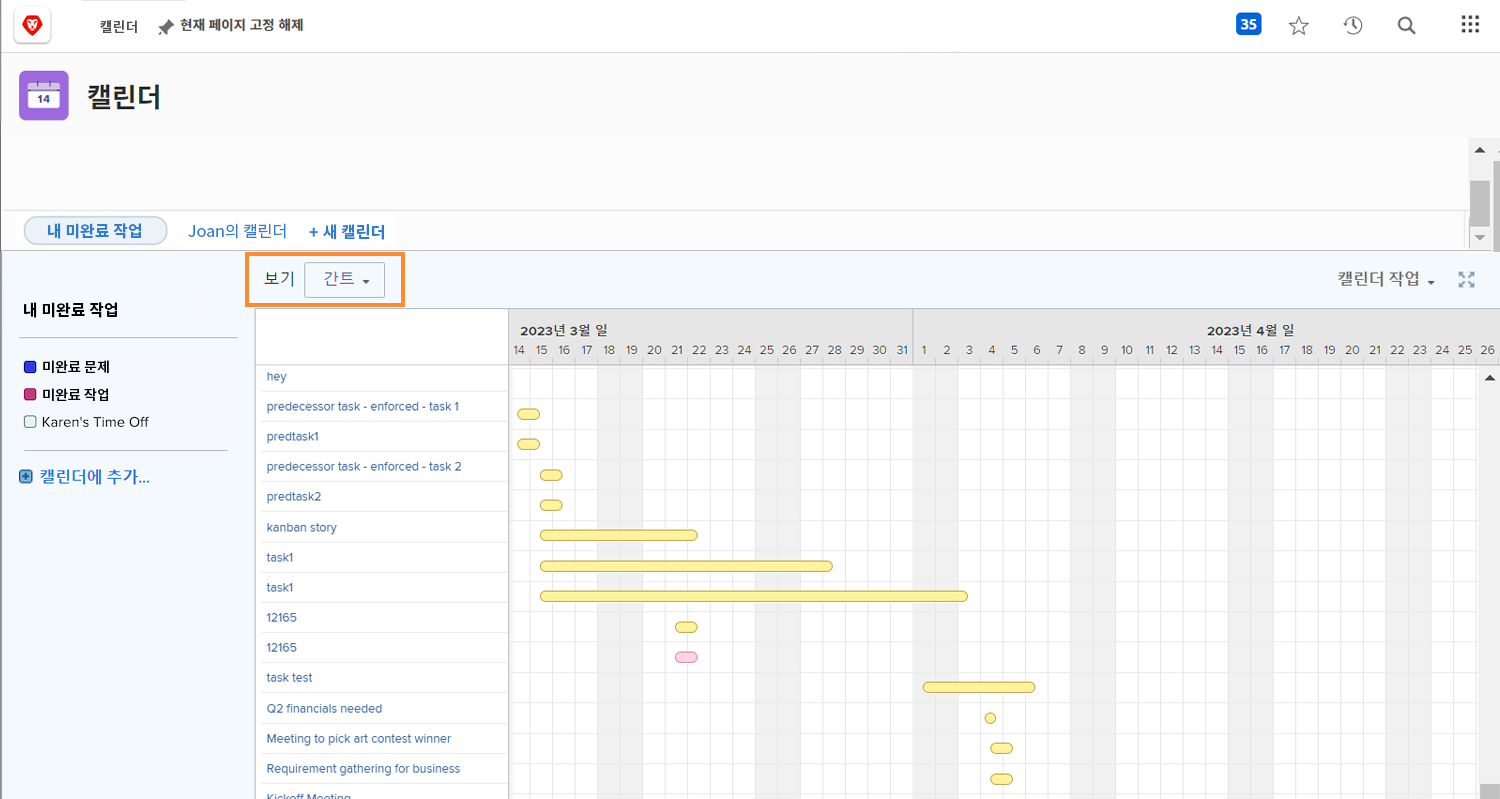 캘린더 현재 페이지 고정 해제 35
14 캘린더
내 미완료 작업 Joan의 캘린더 + 새 캘린더
보기 간트 캘린더 작업
내 미완료 작업
미완료 문제
미완료 작업
Karen's Time Off
캘린더에 추가...
2023년 3월 일 2023년 4월 일
14 15 16 17 18 19 20 21 22 23 24 25 26 27 28 29 30 31 1 2 3 4 5 6 7 8 9 10 11 12 13 14 15 16 17 18 19 20 21 22 23 24 25 26
hey
predecessor task - enforced - task 1
predtask1
predecessor task - enforced - task 2
predtask2
kanban story
task1
task1
12165
12165
task test
Q2 financials needed
Meeting to pick art contest winner
Requirement gathering for business
Kickoff Meeting